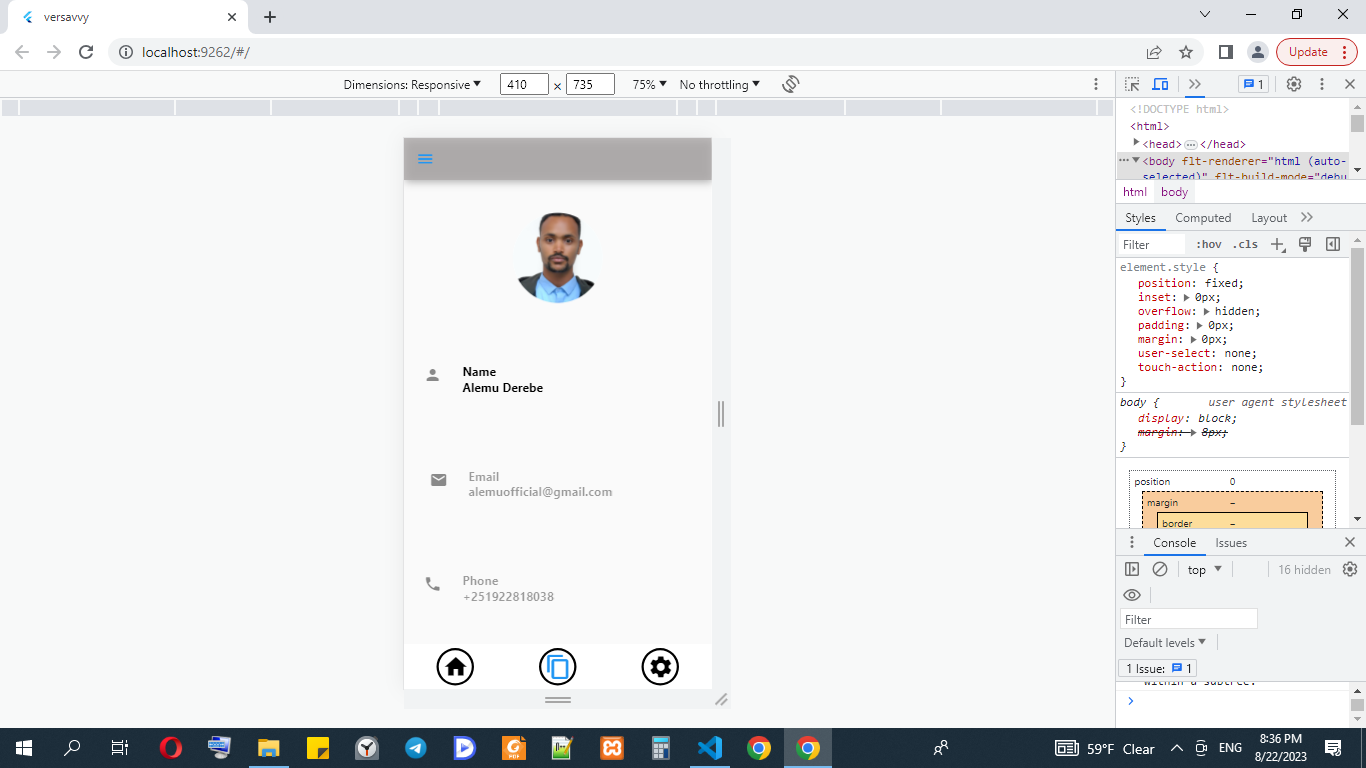 versavvy
localhost:9262/#/
Update
Dimensions: Responsive
410 x 735
75%
No throttling
1
<!DOCTYPE html>
<html>
<head> </head>
<body flt-renderer="html (auto-
selected)" flt-build-mode="debu
html body
Styles Computed Layout
Filter
:hov .cls
element.style {
position: fixed;
inset: 0px;
overflow: hidden;
padding: 0px;
margin: 0px;
user-select: none;
touch-action: none;
}
body { user agent stylesheet
display: block;
margin: 8px;
}
position 0
margin –
border –
Console Issues
top
16 hidden
Filter
Default levels
1 Issue: 1
within a subtree.
Name
Alemu Derebe
Email
alemuofficial@gmail.com
Phone
+251922818038
59°F Clear
ENG
8:36 PM
8/22/2023